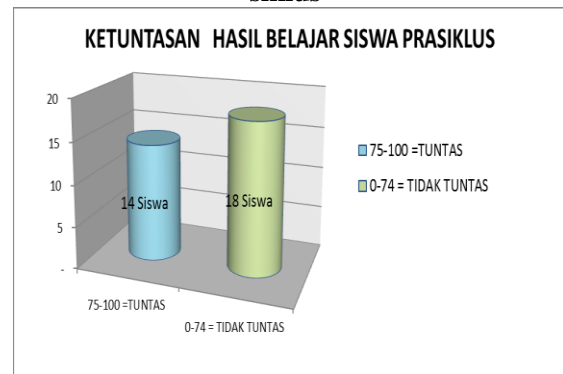 KETUNTASAN HASIL BELAJAR SISWA PRASIKLUS
20
15
10
5
-
14 Siswa
18 Siswa
75-100 =TUNTAS
0-74 = TIDAK TUNTAS
75-100 =TUNTAS
0-74 = TIDAK TUNTAS